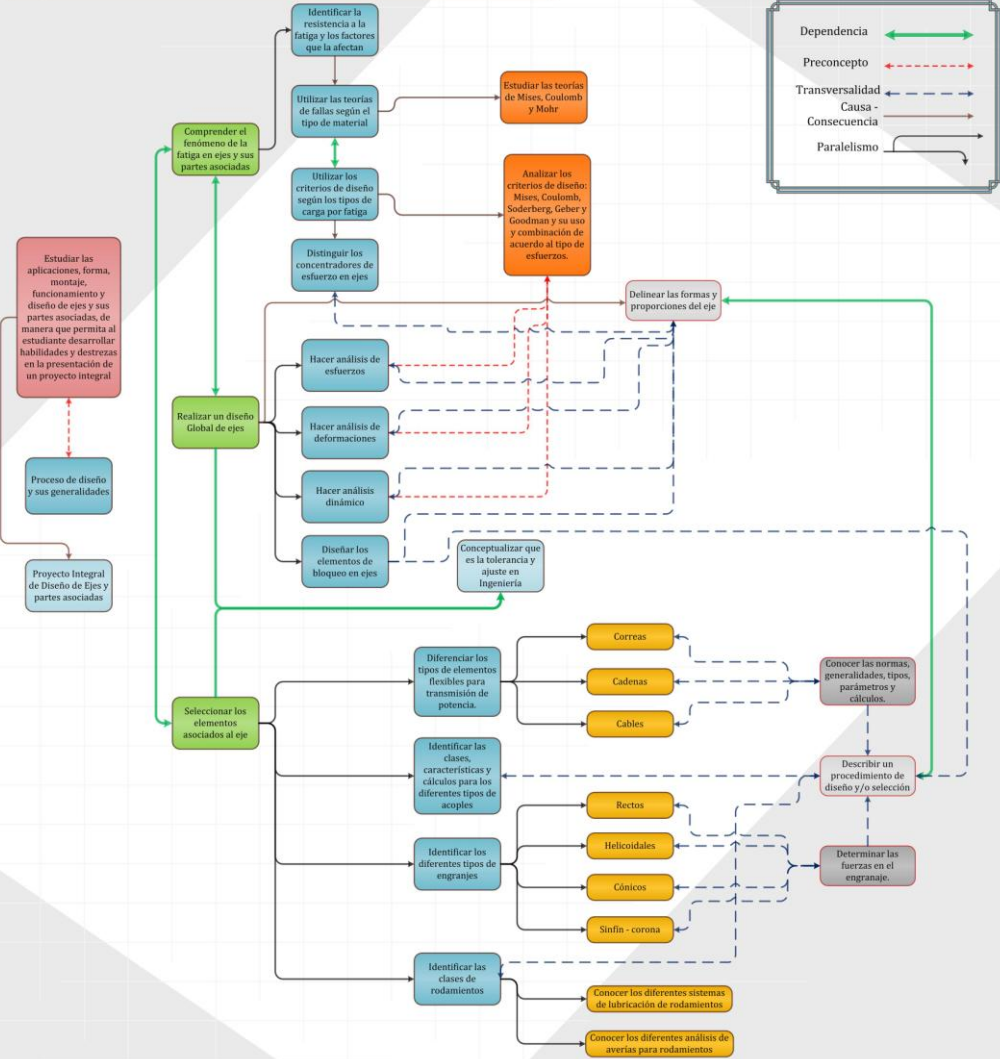 Identificar la
resistencia a la
fatiga y los factores
que la afectan
Dependencia
Preconcepto
Transversalidad
Causa -
Consecuencia
Paralelismo
Utilizar las teorías
de fallas según el
tipo de material
Estudiar las teorías
de Mises, Coulomb
y Mohr
Comprender el
fenómeno de la
fatiga en ejes y sus
partes asociadas
Utilizar los
criterios de diseño
según los tipos de
carga por fatiga
Analizar los
criterios de diseño:
Mises, Coulomb,
Soderberg, Geber y
Goodman y su uso
y combinación de
acuerdo al tipo de
esfuerzos.
Distinguir los
concentradores de
esfuerzo en ejes
Estudiar las
aplicaciones, forma,
montaje,
funcionamiento y
diseño de ejes y sus
partes asociadas, de
manera que permita al
estudiante desarrollar
habilidades y destrezas
en la presentación de
un proyecto integral
Delinear las formas y
proporciones del eje
Hacer análisis de
esfuerzos
Realizar un diseño
Global de ejes
Hacer análisis de
deformaciones
Proceso de diseño
y sus generalidades
Hacer análisis
dinámico
Diseñar los
elementos de
bloqueo en ejes
Conceptualizar que
es la tolerancia y
ajuste en
Ingeniería
Proyecto Integral
de Diseño de Ejes y
partes asociadas
Diferenciar los
tipos de elementos
flexibles para
transmisión de
potencia.
Correas
Cadenas
Cables
Conocer las normas,
generalidades, tipos,
parámetros y
cálculos.
Seleccionar los
elementos
asociados al eje
Identificar las
clases,
características y
cálculos para los
diferentes tipos de
acoples
Describir un
procedimiento de
diseño y/o selección
Identificar los
diferentes tipos de
engranjes
Rectos
Helicoidales
Cónicos
Sinfín - corona
Determinar las
fuerzas en el
engranaje.
Identificar las
clases de
rodamientos
Conocer los diferentes sistemas
de lubricación de rodamientos
Conocer los diferentes análisis de
averías para rodamientos